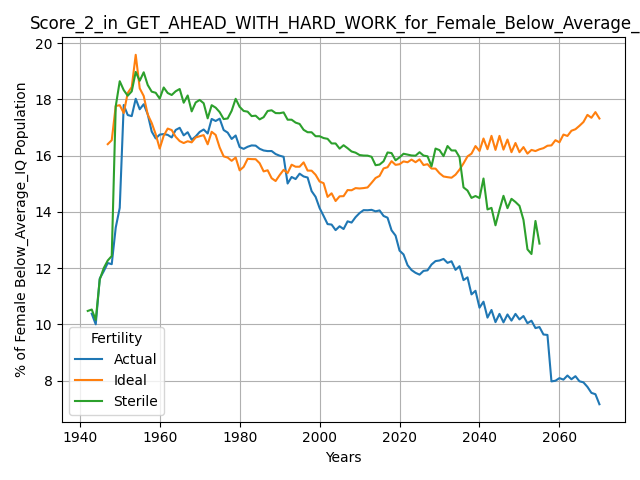 Score_2_in_GET_AHEAD_WITH_HARD_WORK_for_Female_Below_Average_
% of Female Below_Average_IQ Population
20
18
16
14
12
10
8
Fertility
Actual
Ideal
Sterile
1940 1960 1980 2000 2020 2040 2060
Years